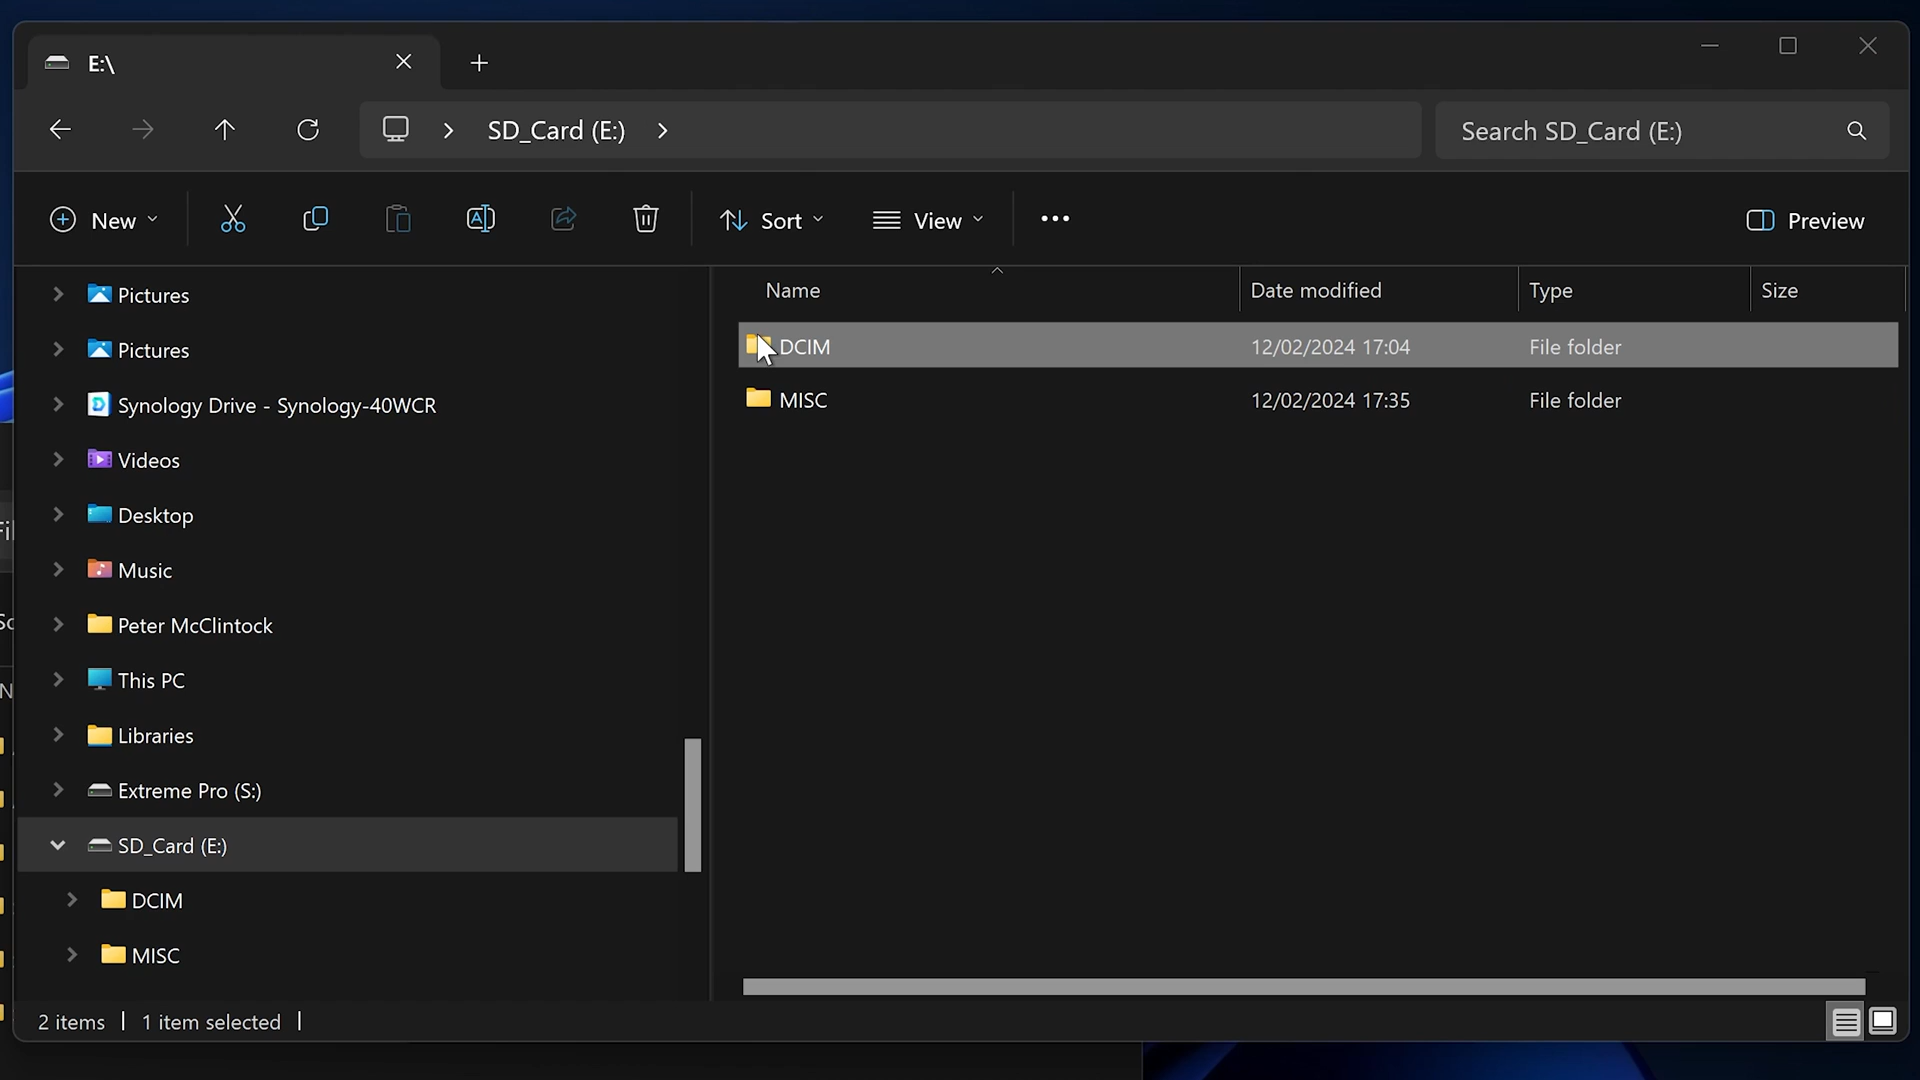 E:\
SD_Card (E:)
Search SD_Card (E:)
New
Sort
View
Preview
Name
Date modified
Type
Size
Pictures
Pictures
Synology Drive - Synology-40WCR
Videos
Desktop
Music
Peter McClintock
This PC
Libraries
Extreme Pro (S:)
SD_Card (E:)
DCIM
MISC
DCIM 12/02/2024 17:04 File folder
MISC 12/02/2024 17:35 File folder
2 items
1 item selected